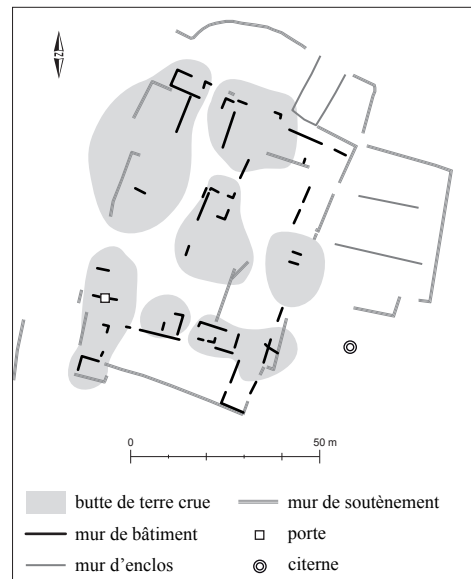 N
0 50 m
butte de terre crue mur de soutènement
mur de bâtiment porte
mur d'enclos citerne